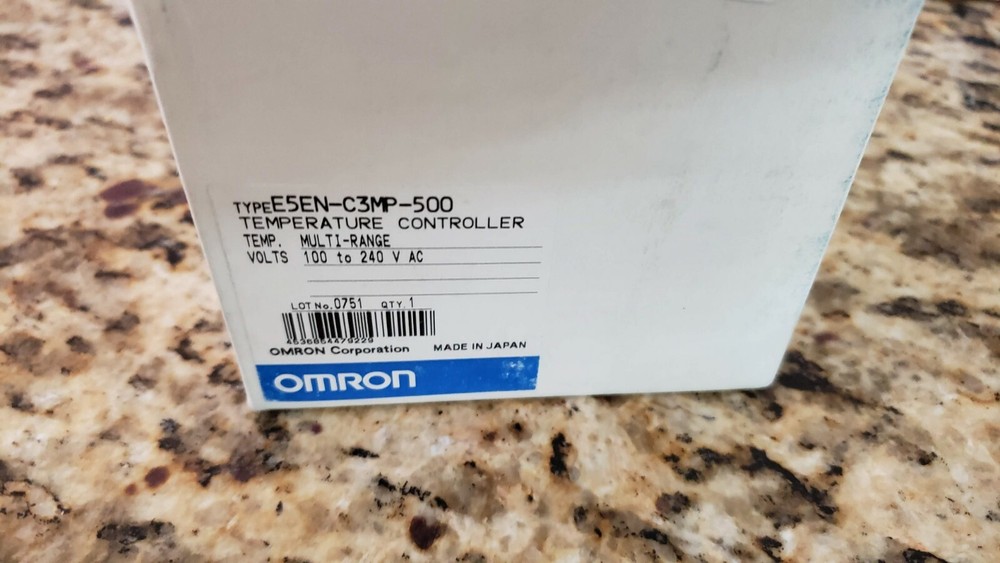 TYPE E5EN-C3MP-500
TEMPERATURE CONTROLLER
TEMP. MULTI-RANGE
VOLTS 100 to 240 V AC
LOT No. 0751 QTY. 1
4536854479229
OMRON Corporation MADE IN JAPAN
OMRON